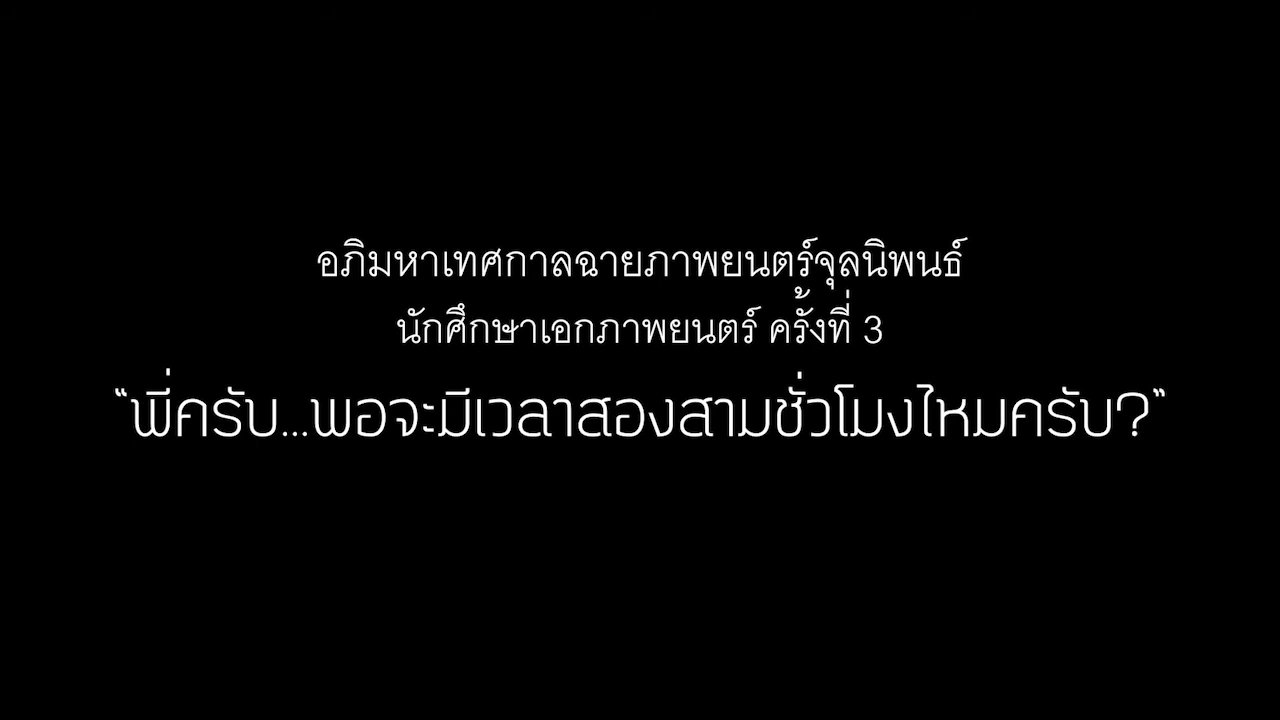 อภิมหาเทศกาลฉายภาพยนตร์จุลนิพนธ์
นักศึกษาเอกภาพยนตร์ ครั้งที่ 3
“พี่ครับ...พอจะมีเวลาสองสามชั่วโมงไหมครับ?”